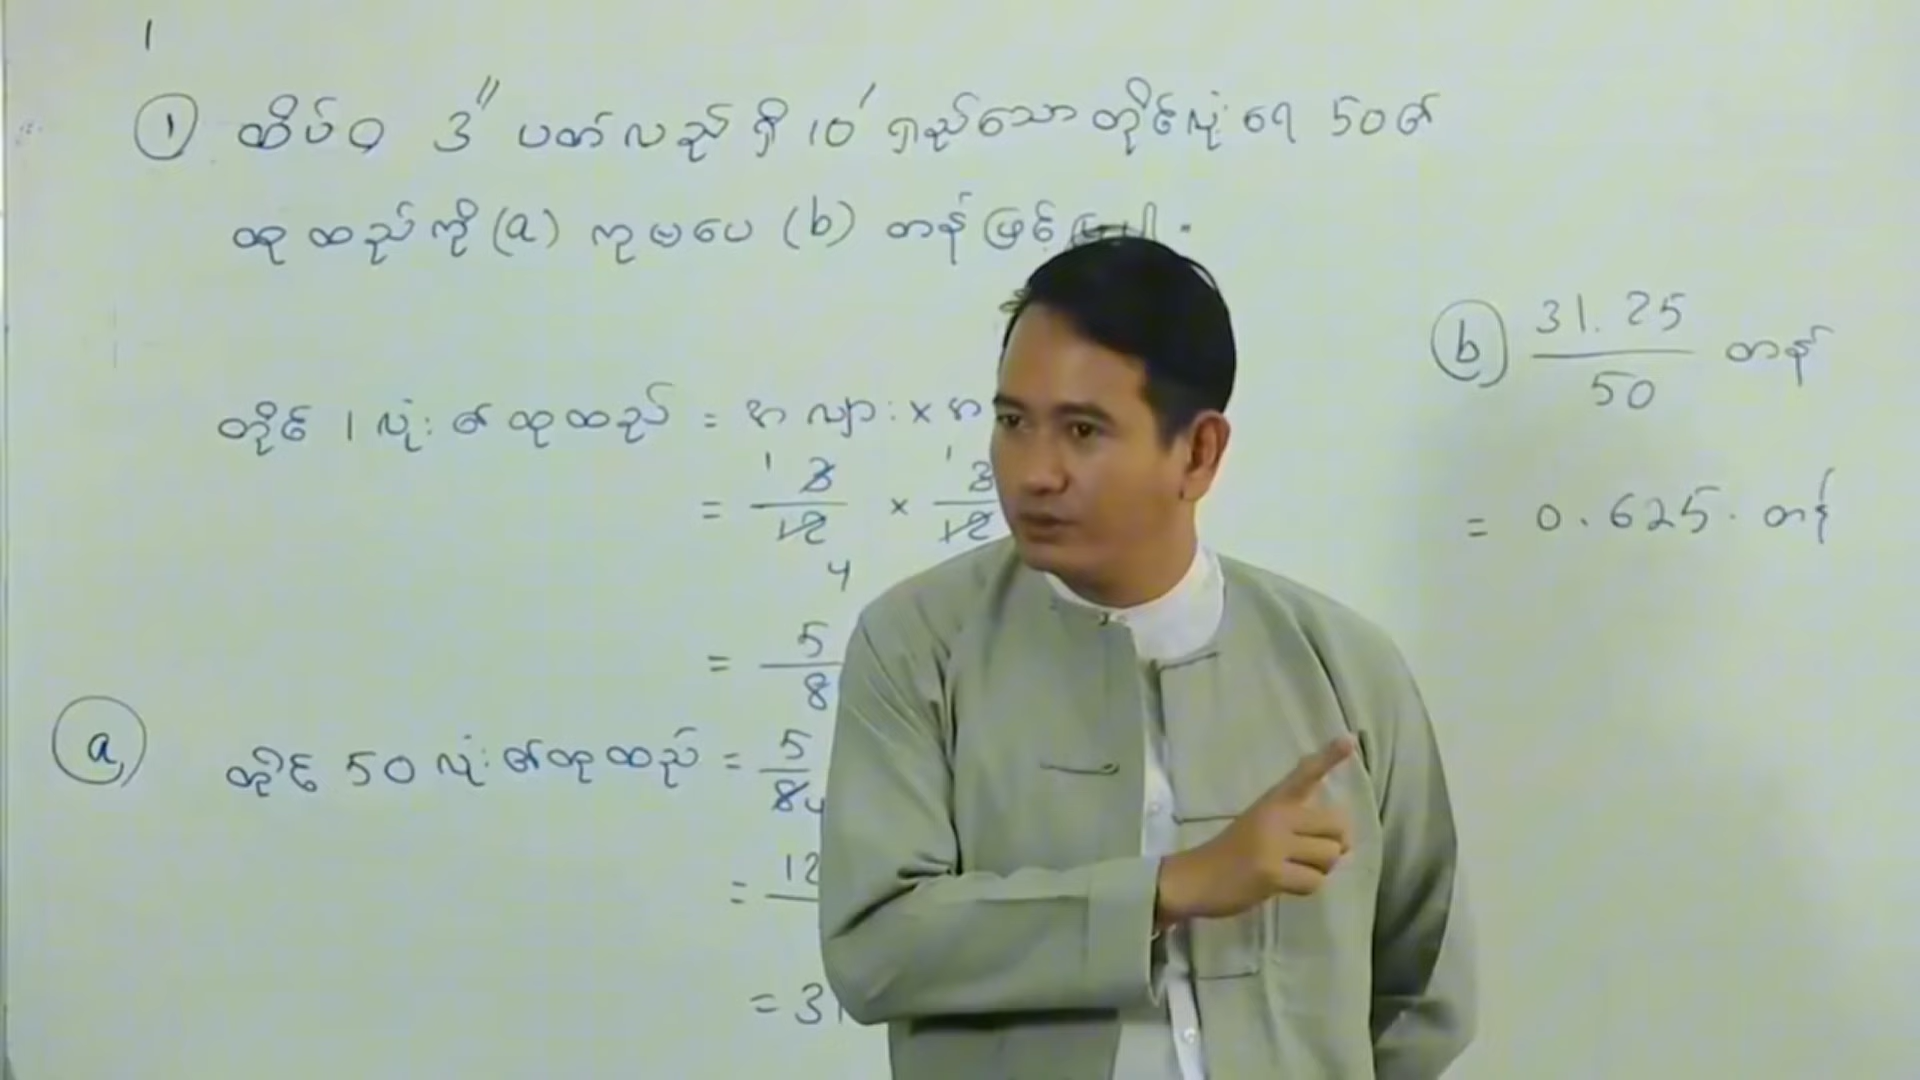 1
① ထိပ်ဝ 3" ပတ်လည်ရှိ 10' ရှည်သော တိုင်လုံးရေ 50၏
ထုထည်ကို (a) ကုဗပေ (b) တန်ဖြင့်
တိုင် 1 လုံး၏ထုထည် = အလျား ×
= 3/12 × 3/12
1 1
4
= 5/8
ⓐ တိုင် 50 လုံး၏ထုထည် = 5/8
4
= 12
= 31
ⓑ 31.25/50 တန်
= 0.625 တန်